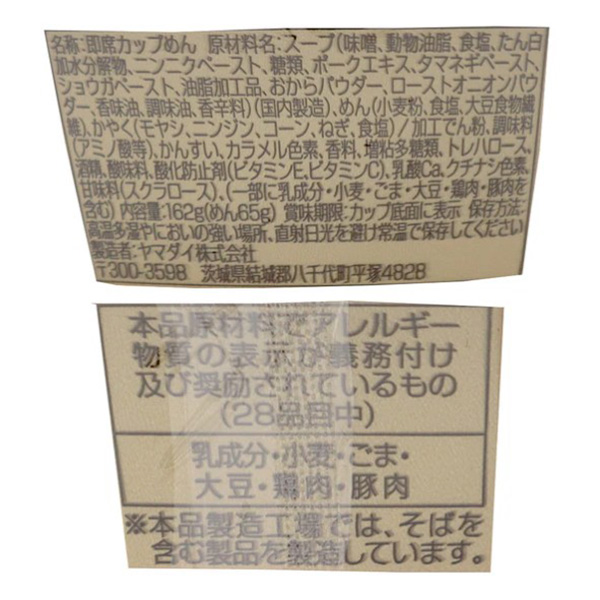 名称:即席カップめん 原材料名:スープ(味噌、動物油脂、食塩、たん白
加水分解物、ニンニクペースト、糖類、ポークエキス、タマネギペースト、
ショウガペースト、油脂加工品、おからパウダー、ローストオニオンパウ
ダー、香味油、調味油、香辛料)(国内製造)、めん(小麦粉、食塩、大豆食物繊
維)、かやく(モヤシ、ニンジン、コーン、ねぎ、食塩)/加工でん粉、調味料
(アミノ酸等)、かんすい、カラメル色素、香料、増粘多糖類、トレハロース、
酒精、酸味料、酸化防止剤(ビタミンE、ビタミンC)、乳酸Ca、クチナシ色素、
甘味料(スクラロース)、(一部に乳成分・小麦・ごま・大豆・鶏肉・豚肉を
含む) 内容量:162g(めん65g) 賞味期限:カップ底面に表示 保存方法:
高温多湿やにおいの強い場所、直射日光を避け常温で保存してください
製造者:ヤマダイ株式会社
〒300-3598 茨城県結城郡八千代町平塚4828
本品原材料でアレルギー
物質の表示が義務付け
及び奨励されているもの
(28品目中)
乳成分・小麦・ごま・
大豆・鶏肉・豚肉
※本品製造工場では、そばを
含む製品を製造しています。